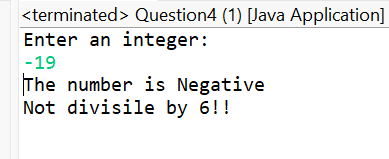 <terminated> Question4 (1) [Java Application]
Enter an integer:
-19
The number is Negative
Not divisile by 6!!